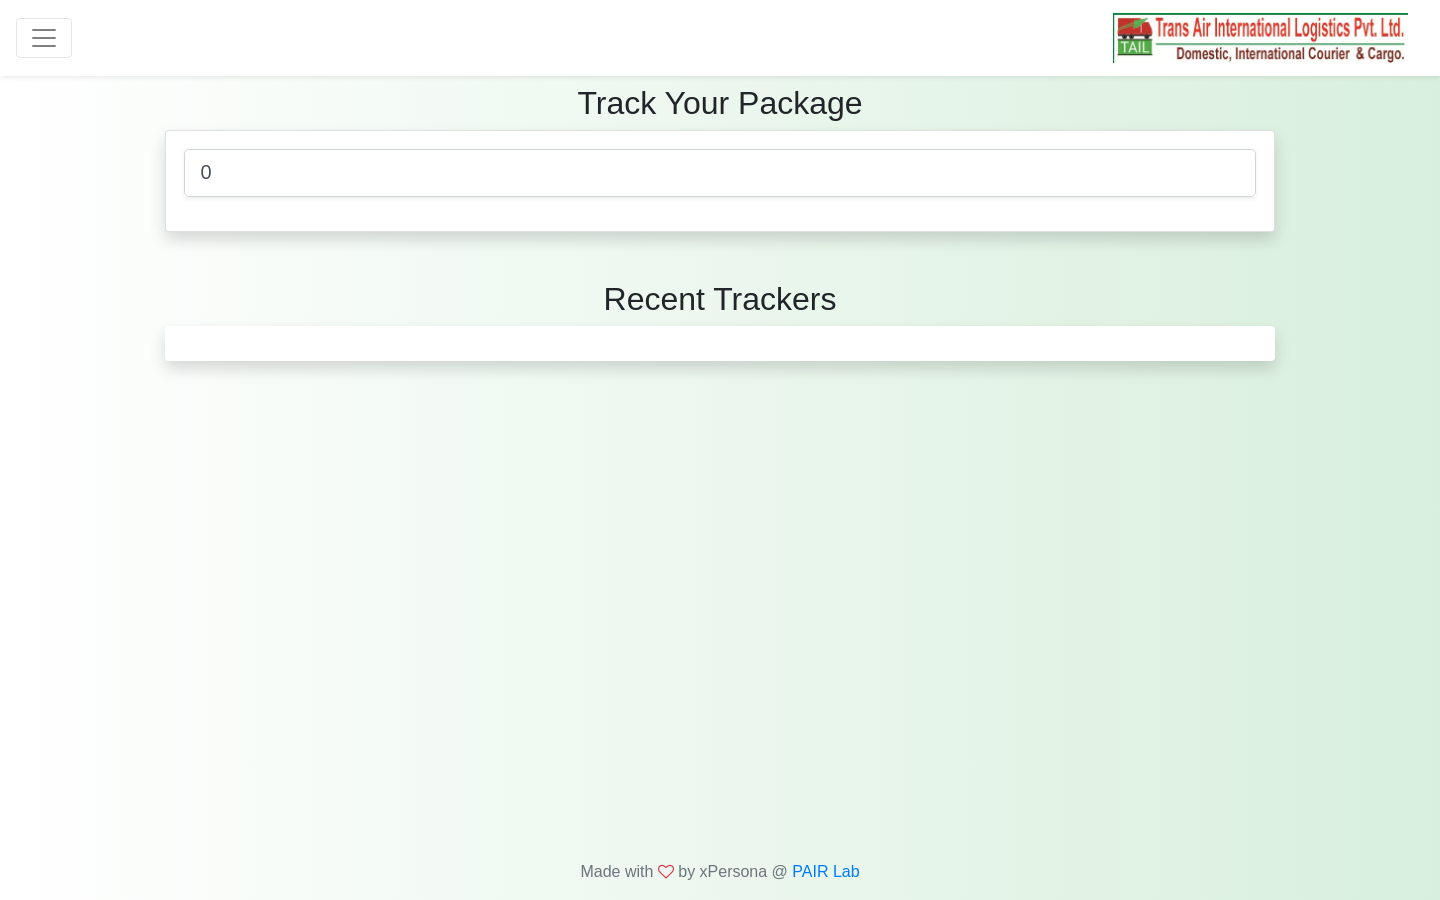 Trans Air International Logistics Pvt. Ltd.
TAIL
Domestic, International Courier & Cargo.
Track Your Package
0
Recent Trackers
Made with by xPersona @ PAIR Lab